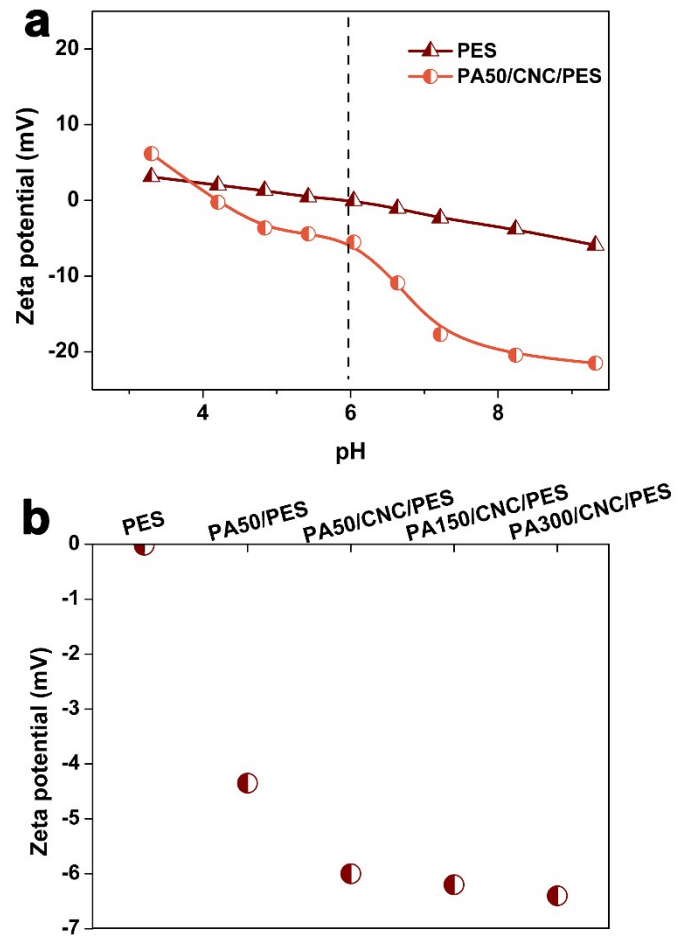 a
20
10
0
-10
-20
Zeta potential (mV)
PES
PA50/CNC/PES
4
6
8
pH
b
PES
PA50/PES
PA50/CNC/PES
PA150/CNC/PES
PA300/CNC/PES
0
-1
-2
-3
-4
-5
-6
-7
Zeta potential (mV)